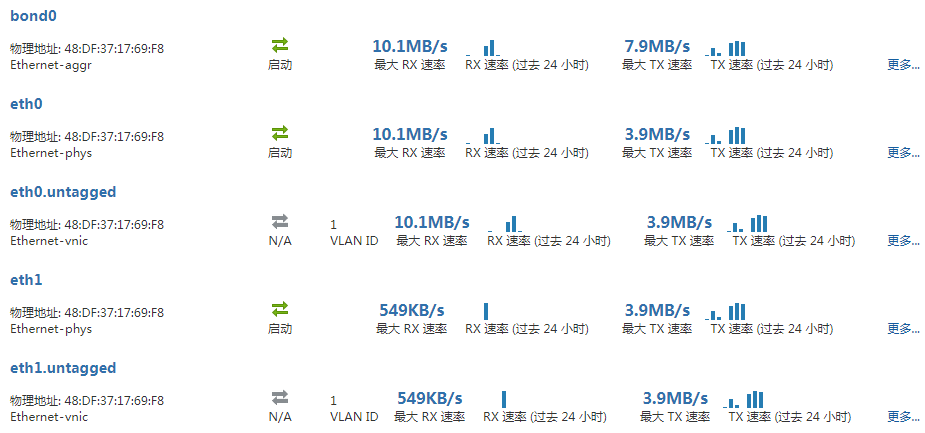 bond0
物理地址: 48:DF:37:17:69:F8 10.1MB/s 7.9MB/s
Ethernet-aggr 启动 最大 RX 速率 RX 速率 (过去 24 小时) 最大 TX 速率 TX 速率 (过去 24 小时) 更多...
eth0
物理地址: 48:DF:37:17:69:F8 10.1MB/s 3.9MB/s
Ethernet-phys 启动 最大 RX 速率 RX 速率 (过去 24 小时) 最大 TX 速率 TX 速率 (过去 24 小时) 更多...
eth0.untagged
物理地址: 48:DF:37:17:69:F8 1 10.1MB/s 3.9MB/s
Ethernet-vnic N/A VLAN ID 最大 RX 速率 RX 速率 (过去 24 小时) 最大 TX 速率 TX 速率 (过去 24 小时) 更多...
eth1
物理地址: 48:DF:37:17:69:F8 549KB/s 3.9MB/s
Ethernet-phys 启动 最大 RX 速率 RX 速率 (过去 24 小时) 最大 TX 速率 TX 速率 (过去 24 小时) 更多...
eth1.untagged
物理地址: 48:DF:37:17:69:F8 1 549KB/s 3.9MB/s
Ethernet-vnic N/A VLAN ID 最大 RX 速率 RX 速率 (过去 24 小时) 最大 TX 速率 TX 速率 (过去 24 小时) 更多...